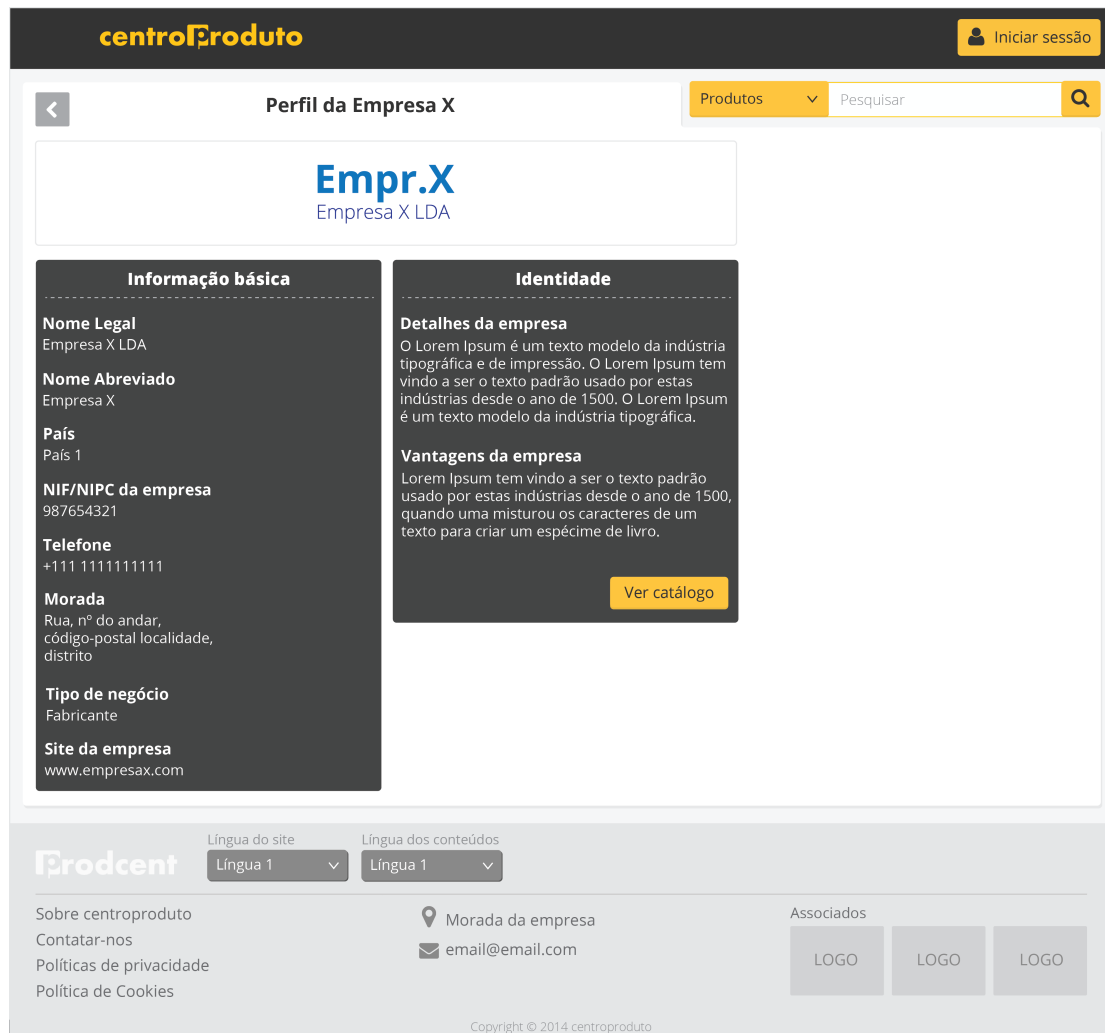 centroProduto
Iniciar sessão
Perfil da Empresa X
Produtos
Pesquisar
Empr.X
Empresa X LDA
Informação básica
Nome Legal
Empresa X LDA
Nome Abreviado
Empresa X
País
País 1
NIF/NIPC da empresa
987654321
Telefone
+111 1111111111
Morada
Rua, nº do andar,
código-postal localidade,
distrito
Tipo de negócio
Fabricante
Site da empresa
www.empresax.com
Identidade
Detalhes da empresa
O Lorem Ipsum é um texto modelo da indústria
tipográfica e de impressão. O Lorem Ipsum tem
vindo a ser o texto padrão usado por estas
indústrias desde o ano de 1500. O Lorem Ipsum
é um texto modelo da indústria tipográfica.
Vantagens da empresa
Lorem Ipsum tem vindo a ser o texto padrão
usado por estas indústrias desde o ano de 1500,
quando uma misturou os caracteres de um
texto para criar um espécime de livro.
Ver catálogo
Prodcent
Língua do site
Língua 1
Língua dos conteúdos
Língua 1
Sobre centroproduto
Contatar-nos
Políticas de privacidade
Política de Cookies
Morada da empresa
email@email.com
Associados
LOGO
LOGO
LOGO
Copyright © 2014 centroproduto